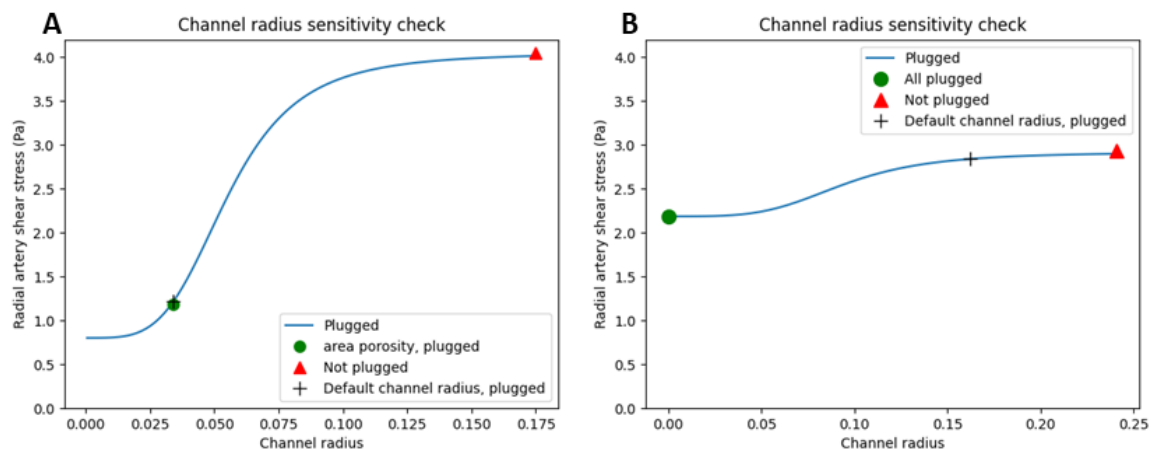 A
Channel radius sensitivity check
Radial artery shear stress (Pa)
4.0
3.5
3.0
2.5
2.0
1.5
1.0
0.5
0.0
Plugged
area porosity, plugged
Not plugged
Default channel radius, plugged
0.000 0.025 0.050 0.075 0.100 0.125 0.150 0.175
Channel radius
B
Channel radius sensitivity check
Radial artery shear stress (Pa)
4.0
3.5
3.0
2.5
2.0
1.5
1.0
0.5
0.0
Plugged
All plugged
Not plugged
Default channel radius, plugged
0.00 0.05 0.10 0.15 0.20 0.25
Channel radius